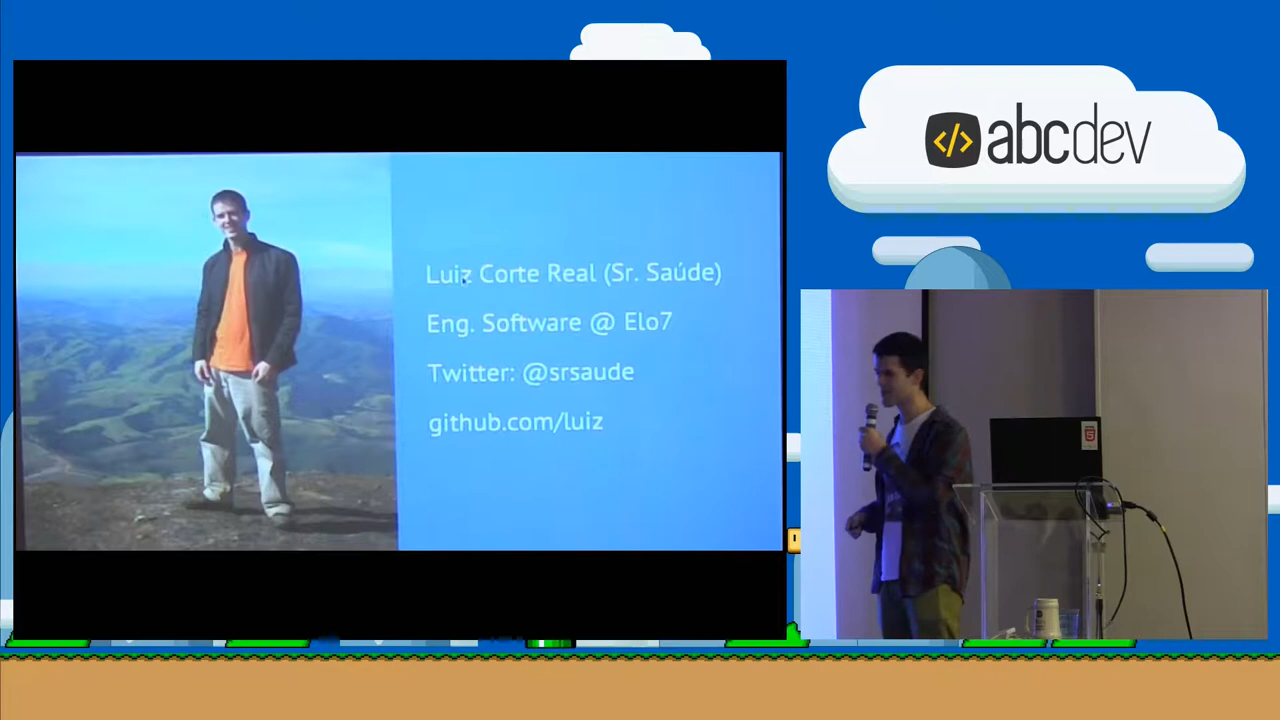 Luiz Corte Real (Sr. Saúde)
Eng. Software @ Elo7
Twitter: @srsaude
github.com/luiz
</> abcdev